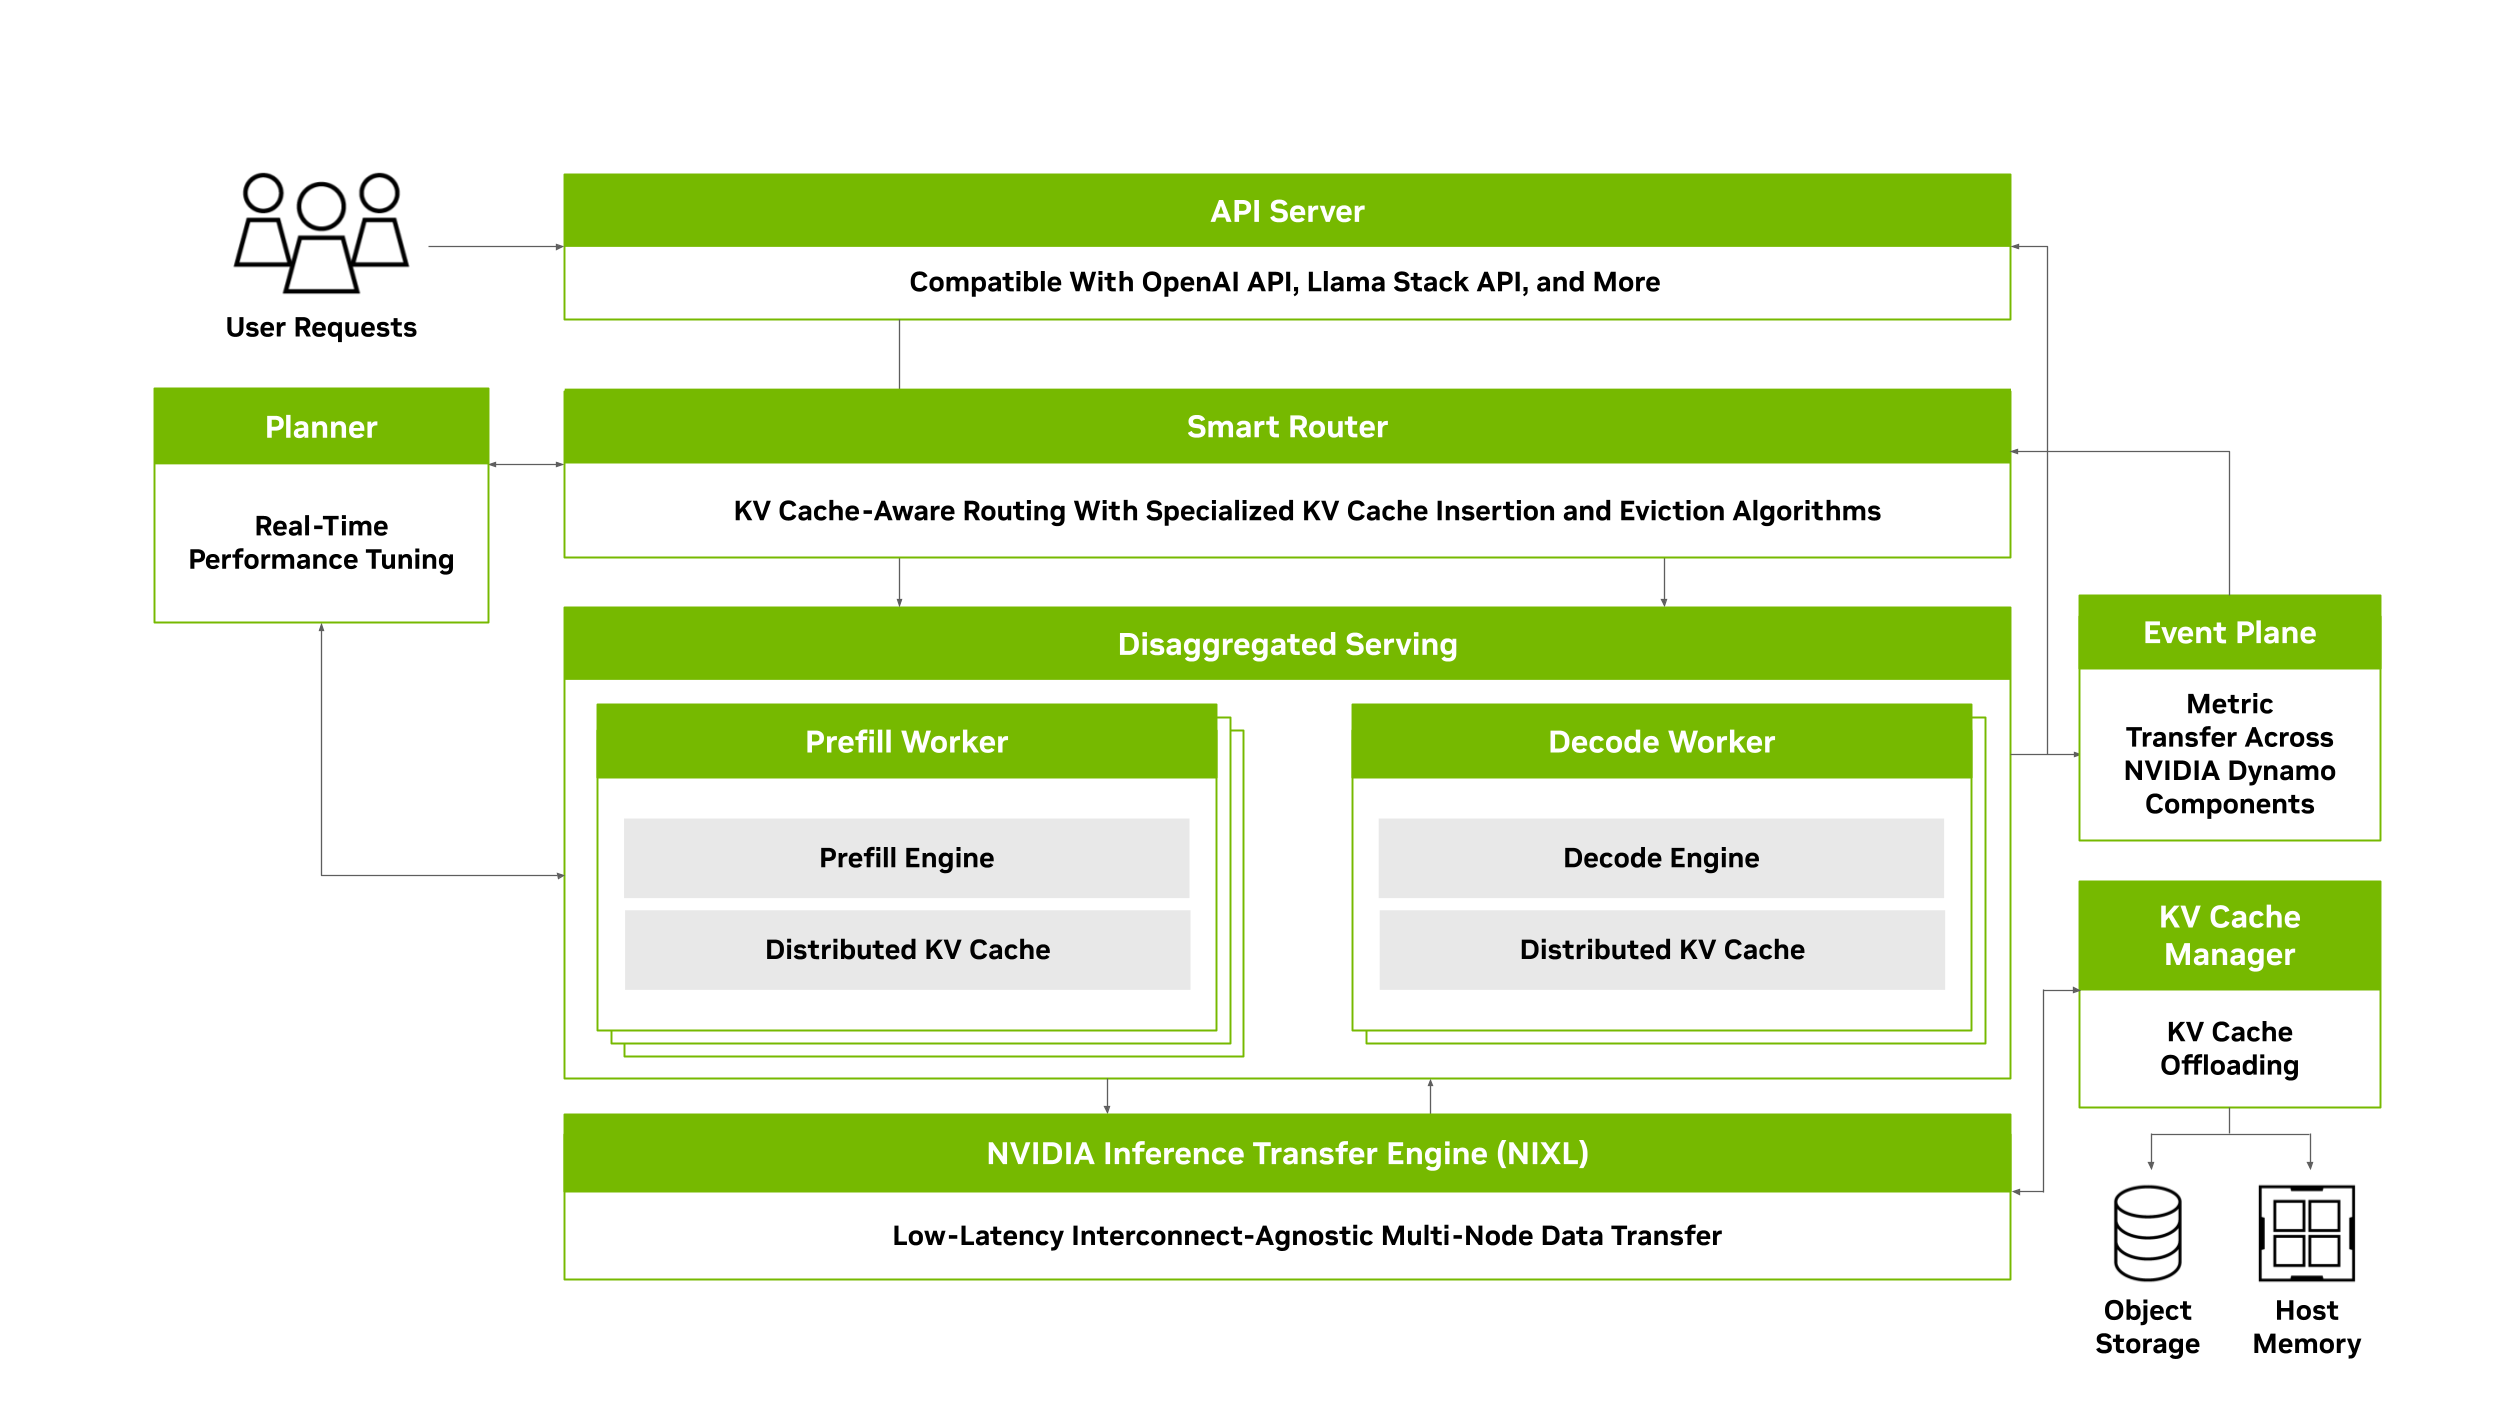 User Requests
API Server
Compatible With OpenAI API, Llama Stack API, and More
Planner
Real-Time
Performance Tuning
Smart Router
KV Cache-Aware Routing With Specialized KV Cache Insertion and Eviction Algorithms
Disaggregated Serving
Prefill Worker
Prefill Engine
Distributed KV Cache
Decode Worker
Decode Engine
Distributed KV Cache
Event Plane
Metric
Transfer Across
NVIDIA Dynamo
Components
KV Cache
Manager
KV Cache
Offloading
NVIDIA Inference Transfer Engine (NIXL)
Low-Latency Interconnect-Agnostic Multi-Node Data Transfer
Object
Storage
Host
Memory